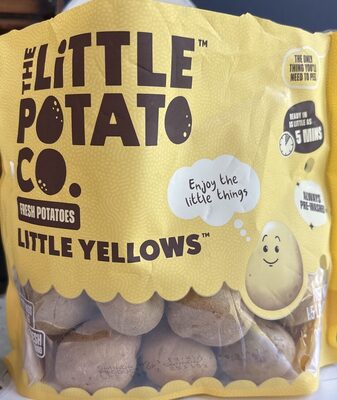 THE
LiTTLE™
POTATO
CO.
FRESH POTATOES
LITTLE YELLOWS™
Enjoy the
little things
THE ONLY
THING YOU'LL
NEED TO PEEL
READY IN
AS LITTLE AS
5 MINS
ALWAYS
PRE-WASHED